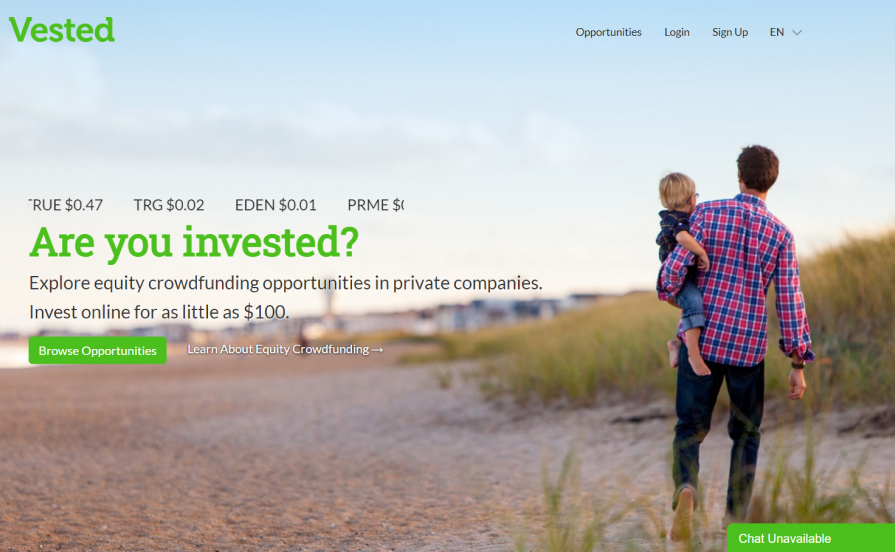 Vested
Opportunities Login Sign Up EN
RUE $0.47 TRG $0.02 EDEN $0.01 PRME
Are you invested?
Explore equity crowdfunding opportunities in private companies.
Invest online for as little as $100.
Browse Opportunities Learn About Equity Crowdfunding →
Chat Unavailable